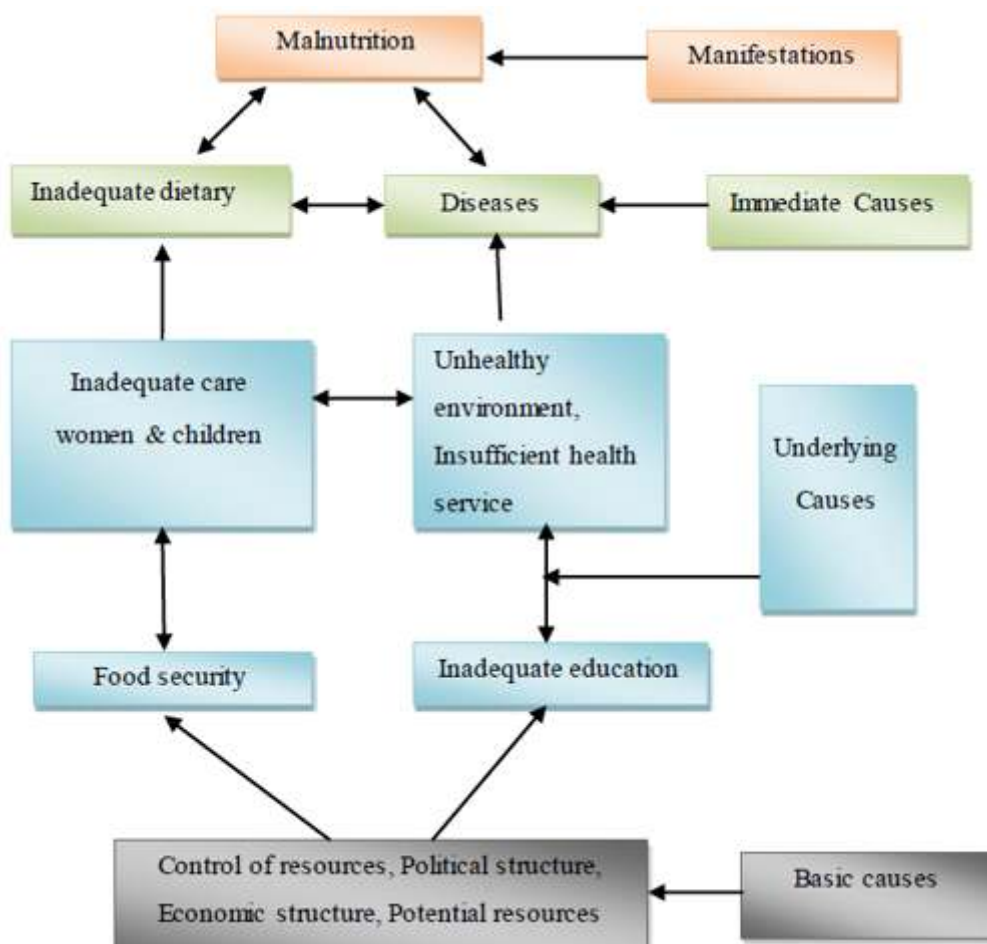 Malnutrition
Manifestations
Inadequate dietary
Diseases
Immediate Causes
Inadequate care
women & children
Unhealthy
environment,
Insufficient health
service
Underlying
Causes
Food security
Inadequate education
Control of resources, Political structure,
Economic structure, Potential resources
Basic causes